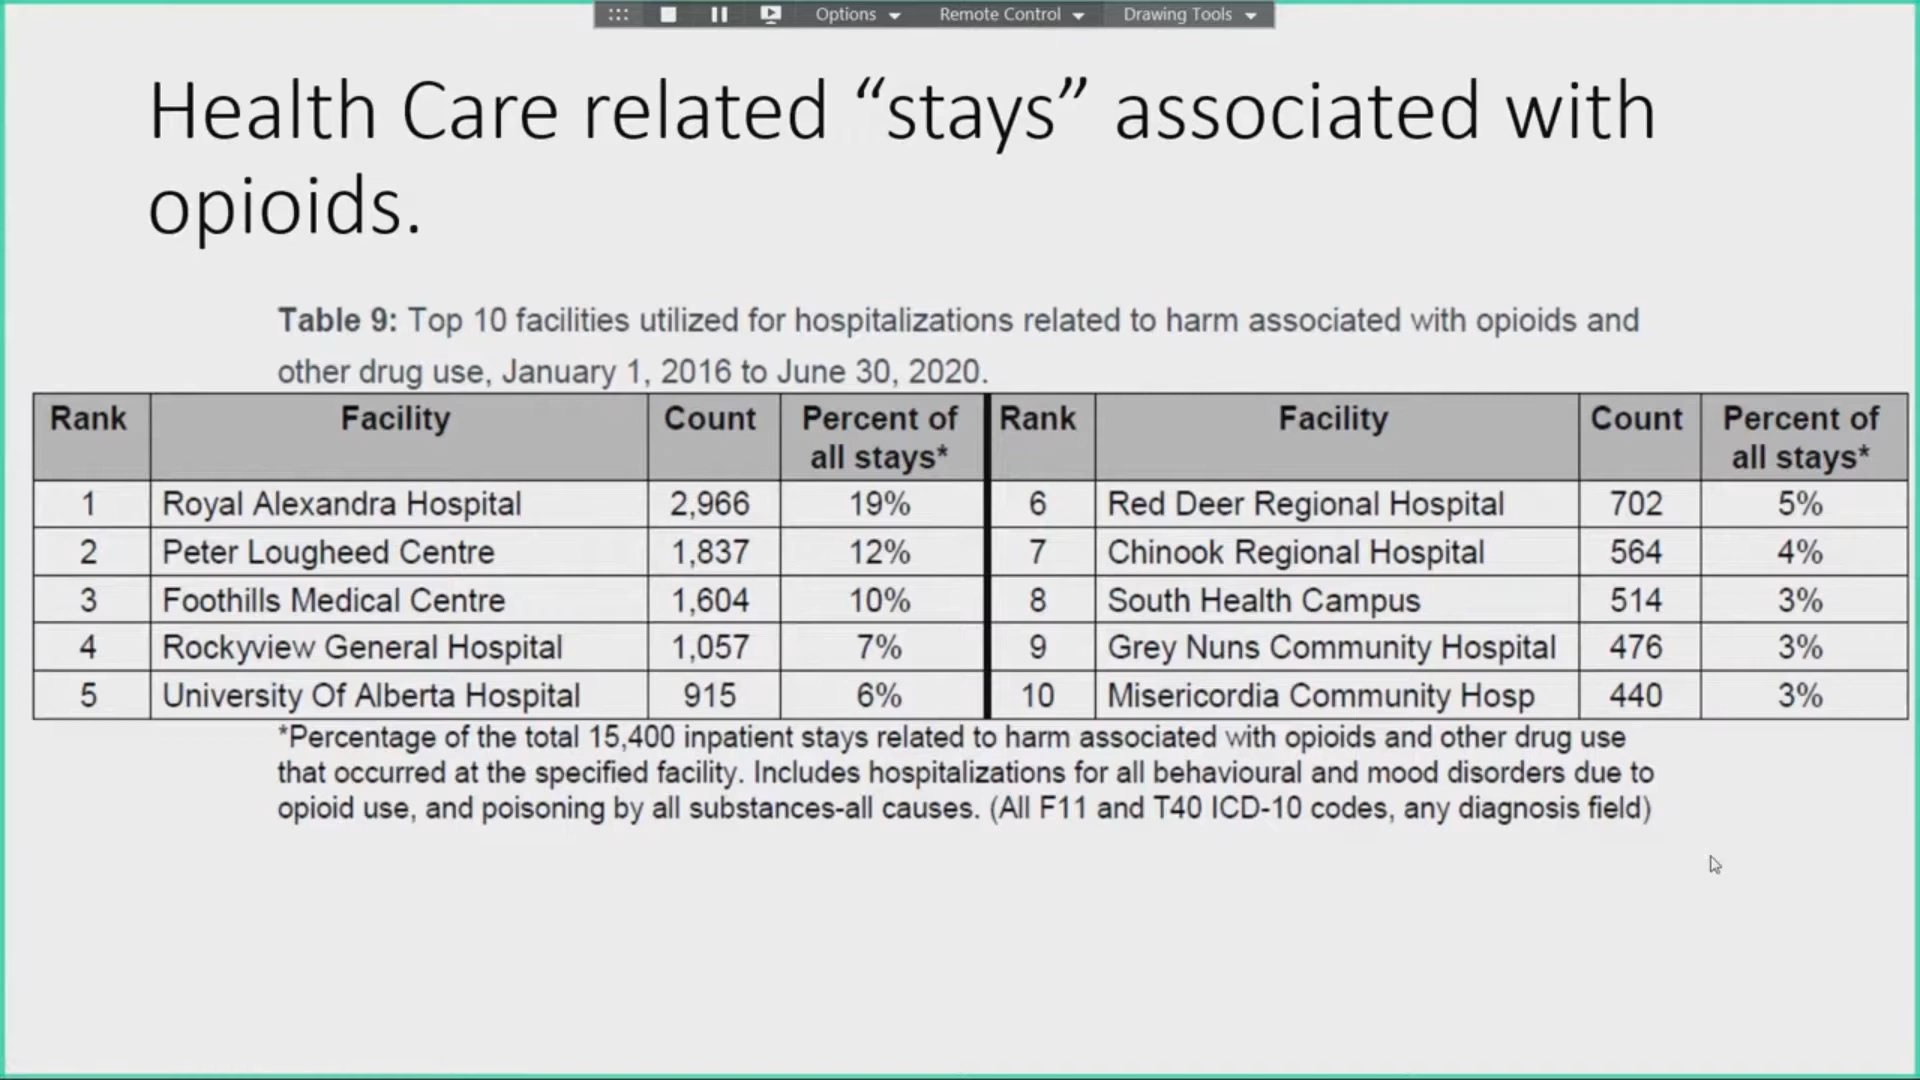 Options
Remote Control
Drawing Tools
Health Care related “stays” associated with
opioids.
Table 9: Top 10 facilities utilized for hospitalizations related to harm associated with opioids and
other drug use, January 1, 2016 to June 30, 2020.
Rank Facility Count Percent of all stays* Rank Facility Count Percent of all stays*
1 Royal Alexandra Hospital 2,966 19% 6 Red Deer Regional Hospital 702 5%
2 Peter Lougheed Centre 1,837 12% 7 Chinook Regional Hospital 564 4%
3 Foothills Medical Centre 1,604 10% 8 South Health Campus 514 3%
4 Rockyview General Hospital 1,057 7% 9 Grey Nuns Community Hospital 476 3%
5 University Of Alberta Hospital 915 6% 10 Misericordia Community Hosp 440 3%
*Percentage of the total 15,400 inpatient stays related to harm associated with opioids and other drug use
that occurred at the specified facility. Includes hospitalizations for all behavioural and mood disorders due to
opioid use, and poisoning by all substances-all causes. (All F11 and T40 ICD-10 codes, any diagnosis field)